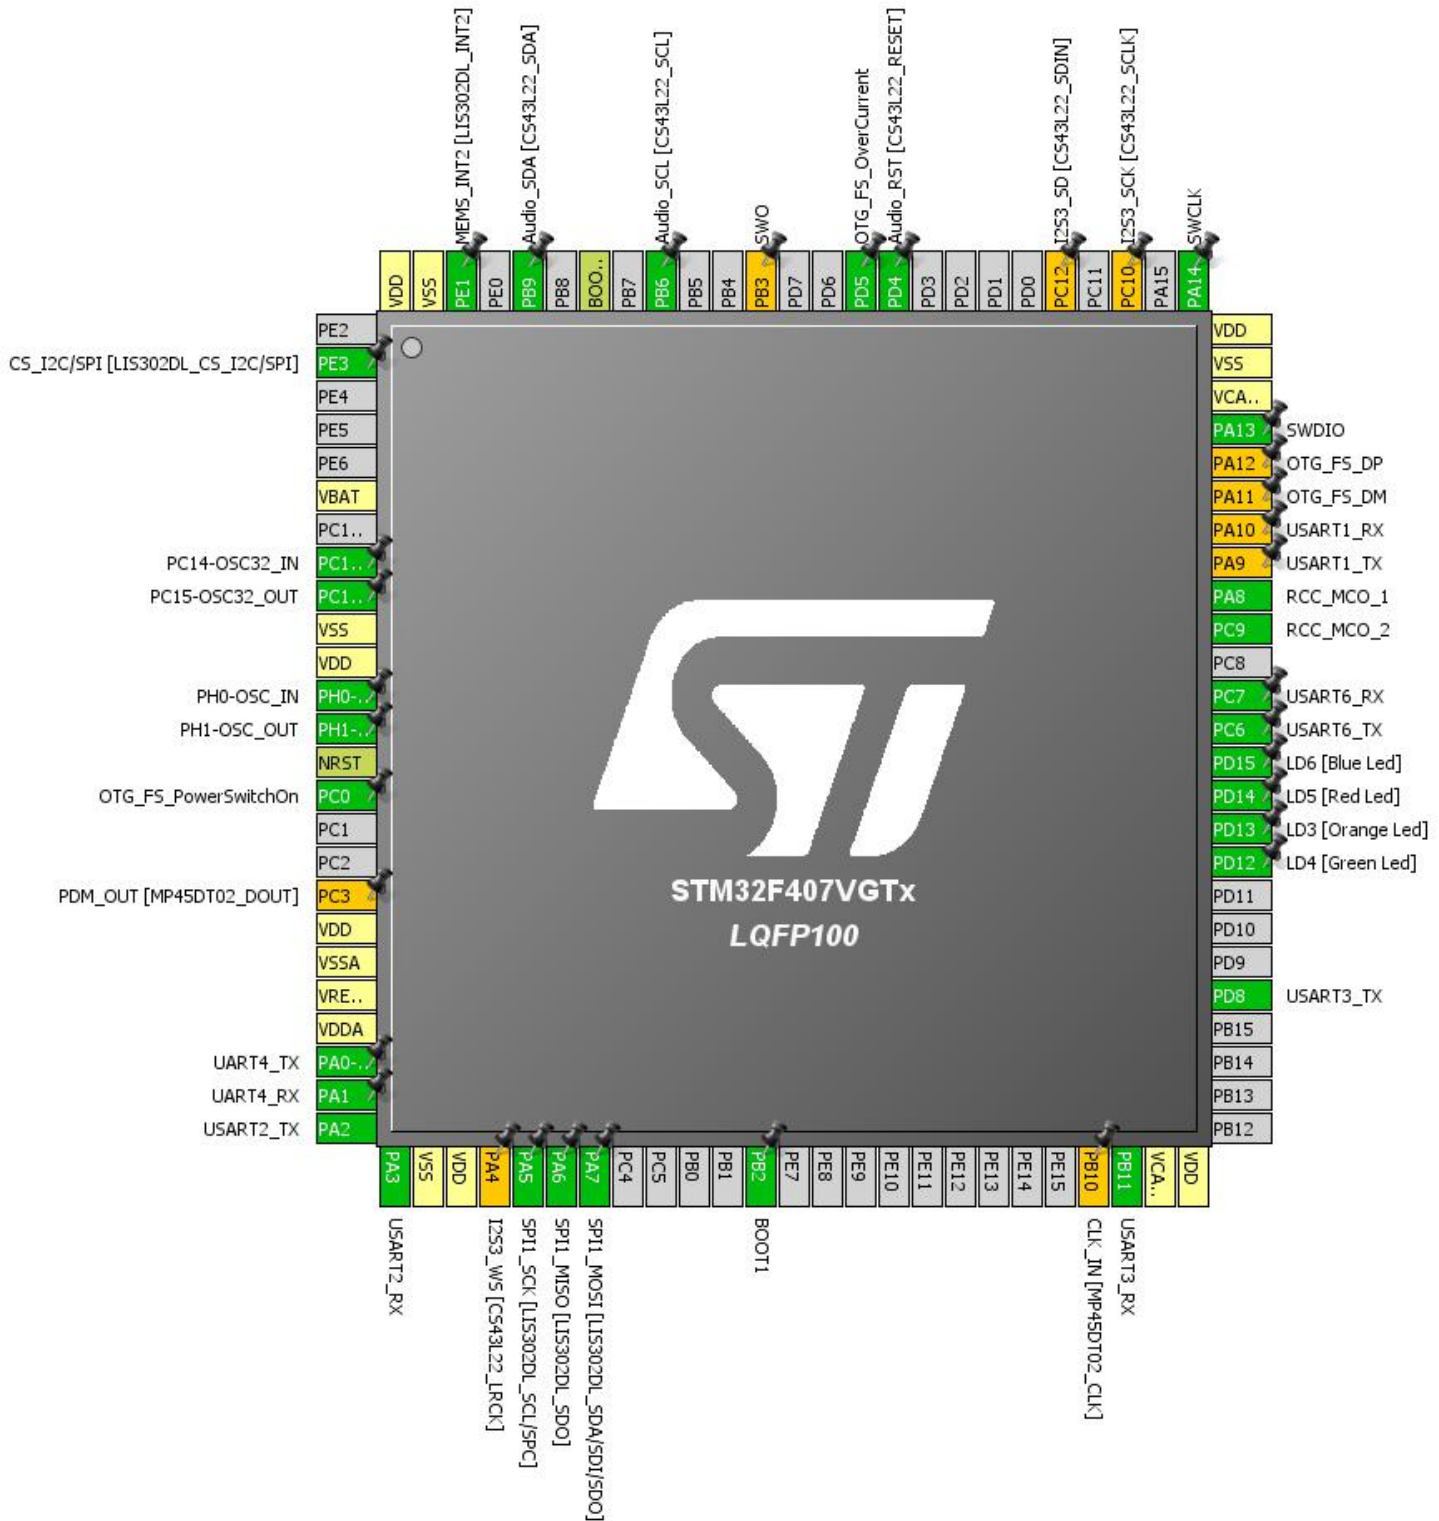 MEMS_INT2 [LIS302DL_INT2]
Audio_SDA [CS43L22_SDA]
Audio_SCL [CS43L22_SCL]
SWO
OTG_FS_OverCurrent
Audio_RST [CS43L22_RESET]
I2S3_SD [CS43L22_SDIN]
I2S3_SCK [CS43L22_SCLK]
SWCLK
VDD
VSS
PE1
PE0
PB9
PB8
BOO..
PB7
PB6
PB5
PB4
PB3
PD7
PD6
PD5
PD4
PD3
PD2
PD1
PD0
PC12
PC11
PC10
PA15
PA14
PE2
CS_I2C/SPI [LIS302DL_CS_I2C/SPI] PE3
PE4
PE5
PE6
VBAT
PC1..
PC14-OSC32_IN PC1..
PC15-OSC32_OUT PC1..
VSS
VDD
PH0-OSC_IN PH0-..
PH1-OSC_OUT PH1-..
NRST
OTG_FS_PowerSwitchOn PC0
PC1
PC2
PDM_OUT [MP45DT02_DOUT] PC3
VDD
VSSA
VRE..
VDDA
UART4_TX PA0-..
UART4_RX PA1
USART2_TX PA2
ST
STM32F407VGTx
LQFP100
VDD
VSS
VCA..
PA13 SWDIO
PA12 OTG_FS_DP
PA11 OTG_FS_DM
PA10 USART1_RX
PA9 USART1_TX
PA8 RCC_MCO_1
PC9 RCC_MCO_2
PC8
PC7 USART6_RX
PC6 USART6_TX
PD15 LD6 [Blue Led]
PD14 LD5 [Red Led]
PD13 LD3 [Orange Led]
PD12 LD4 [Green Led]
PD11
PD10
PD9
PD8 USART3_TX
PB15
PB14
PB13
PB12
PA3
VSS
VDD
PA4
PA5
PA6
PA7
PC4
PC5
PB0
PB1
PB2
PE7
PE8
PE9
PE10
PE11
PE12
PE13
PE14
PE15
PB10
PB11
VCA..
VDD
USART2_RX
I2S3_WS [CS43L22_LRCK]
SPI1_SCK [LIS302DL_SCL/SPC]
SPI1_MISO [LIS302DL_SDO]
SPI1_MOSI [LIS302DL_SDA/SDI/SDO]
BOOT1
CLK_IN [MP45DT02_CLK]
USART3_RX